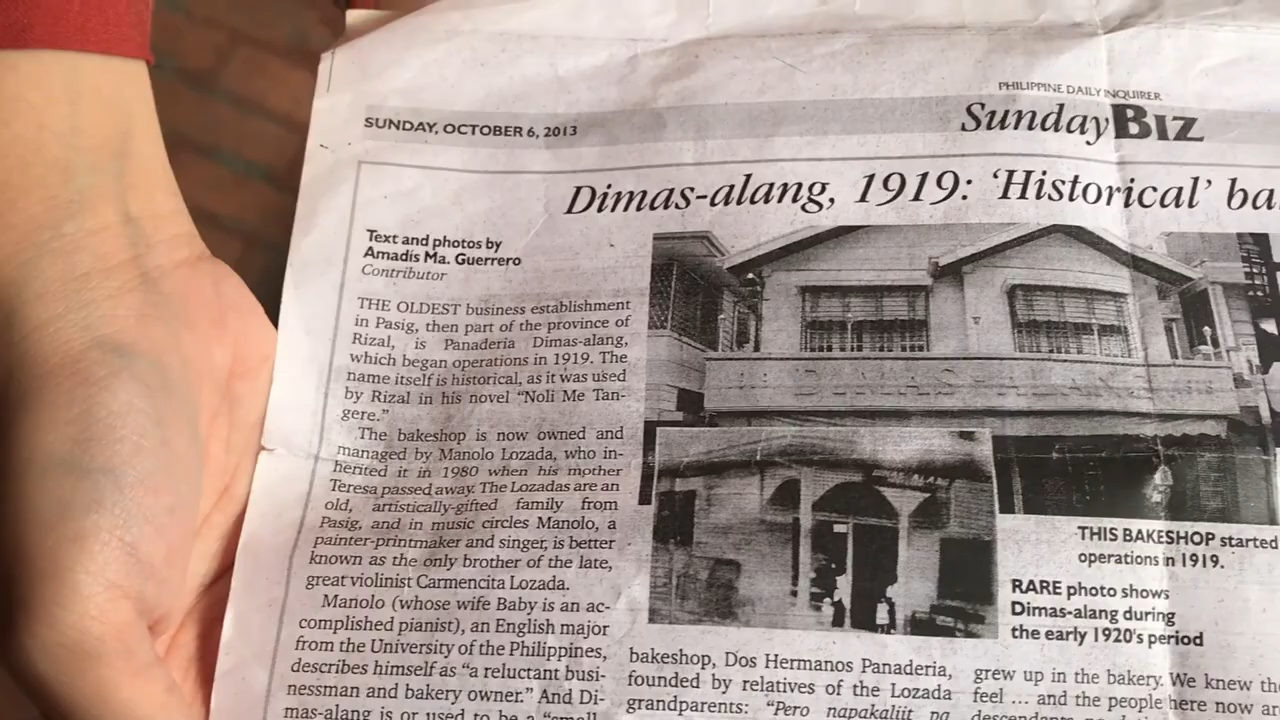 PHILIPPINE DAILY INQUIRER
SUNDAY, OCTOBER 6, 2013
Sunday BIZ
Dimas-alang, 1919: ‘Historical’ ba
Text and photos by
Amadís Ma. Guerrero
Contributor
THE OLDEST business establishment
in Pasig, then part of the province of
Rizal, is Panaderia Dimas-alang,
which began operations in 1919. The
name itself is historical, as it was used
by Rizal in his novel “Noli Me Tan-
gere.”
The bakeshop is now owned and
managed by Manolo Lozada, who in-
herited it in 1980 when his mother
Teresa passed away. The Lozadas are an
old, artistically-gifted family from
Pasig, and in music circles Manolo, a
painter-printmaker and singer, is better
known as the only brother of the late,
great violinist Carmencita Lozada.
Manolo (whose wife Baby is an ac-
complished pianist), an English major
from the University of the Philippines,
describes himself as “a reluctant busi-
nessman and bakery owner.” And Di-
mas-alang is or used to be a “small
THIS BAKESHOP started
operations in 1919.
RARE photo shows
Dimas-alang during
the early 1920's period
bakeshop, Dos Hermanos Panaderia,
founded by relatives of the Lozada
grandparents: “Pero napakaliit na
grew up in the bakery. We knew the
feel ... and the people here now ar